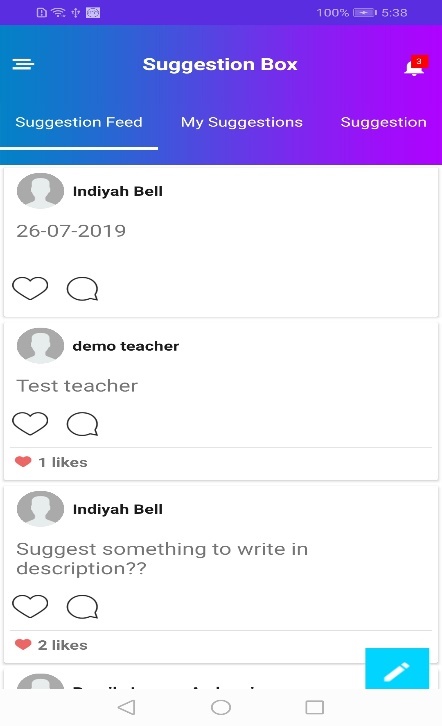 100% 5:38
Suggestion Box
3
Suggestion Feed My Suggestions Suggestion
Indiyah Bell
26-07-2019
demo teacher
Test teacher
1 likes
Indiyah Bell
Suggest something to write in
description??
2 likes